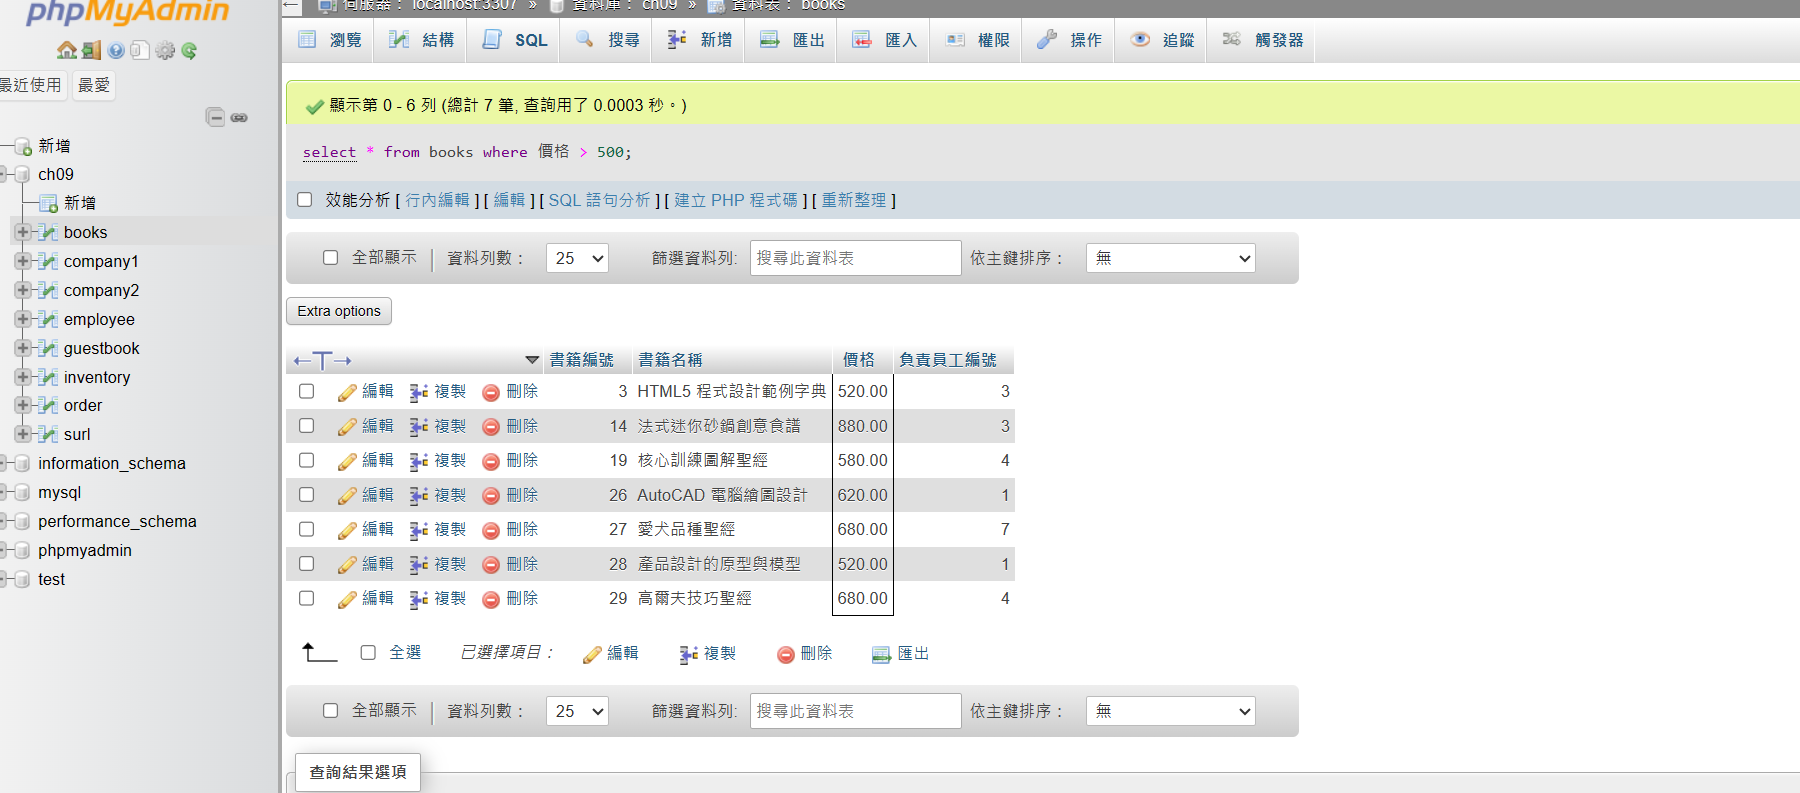 phpMyAdmin
最近使用 最愛
新增
ch09
新增
books
company1
company2
employee
guestbook
inventory
order
surl
information_schema
mysql
performance_schema
phpmyadmin
test
伺服器： localhost:3307 » 資料庫： ch09 » 資料表： books
瀏覽 結構 SQL 搜尋 新增 匯出 匯入 權限 操作 追蹤 觸發器
顯示第 0 - 6 列 (總計 7 筆, 查詢用了 0.0003 秒。)
select * from books where 價格 > 500;
效能分析 [ 行內編輯 ] [ 編輯 ] [ SQL 語句分析 ] [ 建立 PHP 程式碼 ] [ 重新整理 ]
全部顯示 | 資料列數： 25 篩選資料列: 搜尋此資料表 依主鍵排序： 無
Extra options
←T→ 書籍編號 書籍名稱 價格 負責員工編號
編輯 複製 刪除 3 HTML5 程式設計範例字典 520.00 3
編輯 複製 刪除 14 法式迷你砂鍋創意食譜 880.00 3
編輯 複製 刪除 19 核心訓練圖解聖經 580.00 4
編輯 複製 刪除 26 AutoCAD 電腦繪圖設計 620.00 1
編輯 複製 刪除 27 愛犬品種聖經 680.00 7
編輯 複製 刪除 28 產品設計的原型與模型 520.00 1
編輯 複製 刪除 29 高爾夫技巧聖經 680.00 4
全選 已選擇項目： 編輯 複製 刪除 匯出
全部顯示 | 資料列數： 25 篩選資料列: 搜尋此資料表 依主鍵排序： 無
查詢結果選項